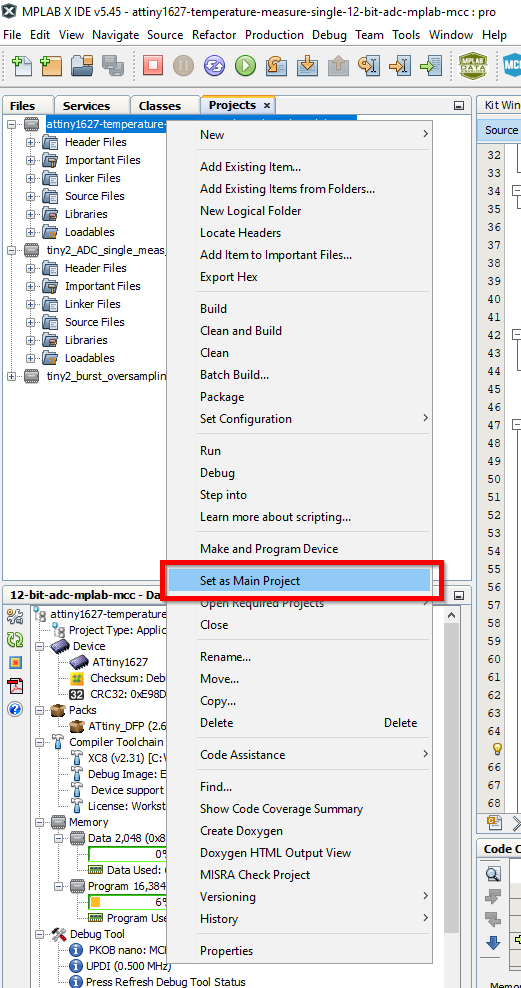 MPLAB X IDE v5.45 - attiny1627-temperature-measure-single-12-bit-adc-mplab-mcc : pro
File Edit View Navigate Source Refactor Production Debug Team Tools Window Help
MPLAB
DATA
MC
Files Services Classes Projects ×
Kit Win
attiny1627-temperature-
Header Files
Important Files
Linker Files
Source Files
Libraries
Loadables
tiny2_ADC_single_meas_
Header Files
Important Files
Linker Files
Source Files
Libraries
Loadables
tiny2_burst_oversamplin
New
Add Existing Item...
Add Existing Items from Folders...
New Logical Folder
Locate Headers
Add Item to Important Files...
Export Hex
Build
Clean and Build
Clean
Batch Build...
Package
Set Configuration
Run
Debug
Step into
Learn more about scripting...
Make and Program Device
Set as Main Project
Open Required Projects
Close
Rename...
Move...
Copy...
Delete Delete
Code Assistance
Find...
Show Code Coverage Summary
Create Doxygen
Doxygen HTML Output View
MISRA Check Project
Versioning
History
Properties
Source
32
33
34
35
36
37
38
39
40
41
42
43
44
45
46
47
48
49
50
51
52
53
54
55
56
57
58
59
60
61
62
63
64
66
67
68
Code C
Memor
12-bit-adc-mplab-mcc - Da
attiny1627-temperature
Project Type: Applic
Device
ATtiny1627
Checksum: Deb
32 CRC32: 0xE98D
Packs
ATtiny_DFP (2.6
Compiler Toolchain
XC8 (v2.31) [C:\
Debug Image: E
Device support
License: Workst
Memory
Data 2,048 (0x8
0%
Data Used: 
Program 16,384
6%
Program Use
Debug Tool
PKOB nano: MC
UPDI (0.500 MHz)
Press Refresh Debug Tool Status